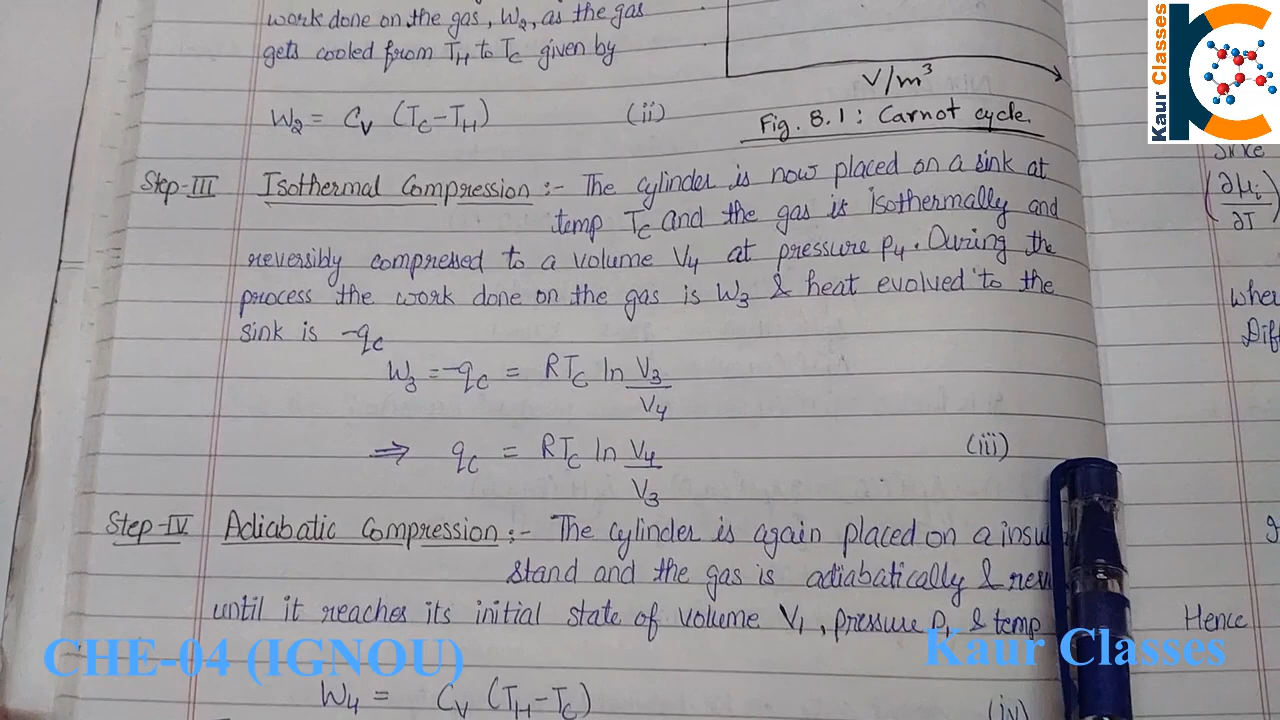 work done on the gas, W2, as the gas
gets cooled from TH to TC given by
W2 = CV (TC-TH) (ii)
V/m³
Fig. 8.1: Carnot cycle.
Kaur Classes
Step-III Isothermal Compression :- The cylinder is now placed on a sink at
temp TC and the gas is isothermally and
reversibly compressed to a volume V4 at pressure P4. During the
process the work done on the gas is W3 & heat evolved to the
sink is -qC
W3 = -qC = RTC ln V3/V4
⇒ qC = RTC ln V4/V3 (iii)
Step-IV Adiabatic Compression :- The cylinder is again placed on a insu
stand and the gas is adiabatically &
until it reaches its initial state of volume V1, pressure P1 & temp
W4 = CV (TH-TC) (iv)
(∂μi/∂T)
wher
Dif
Hence
CHE-04 (IGNOU)
Kaur Classes